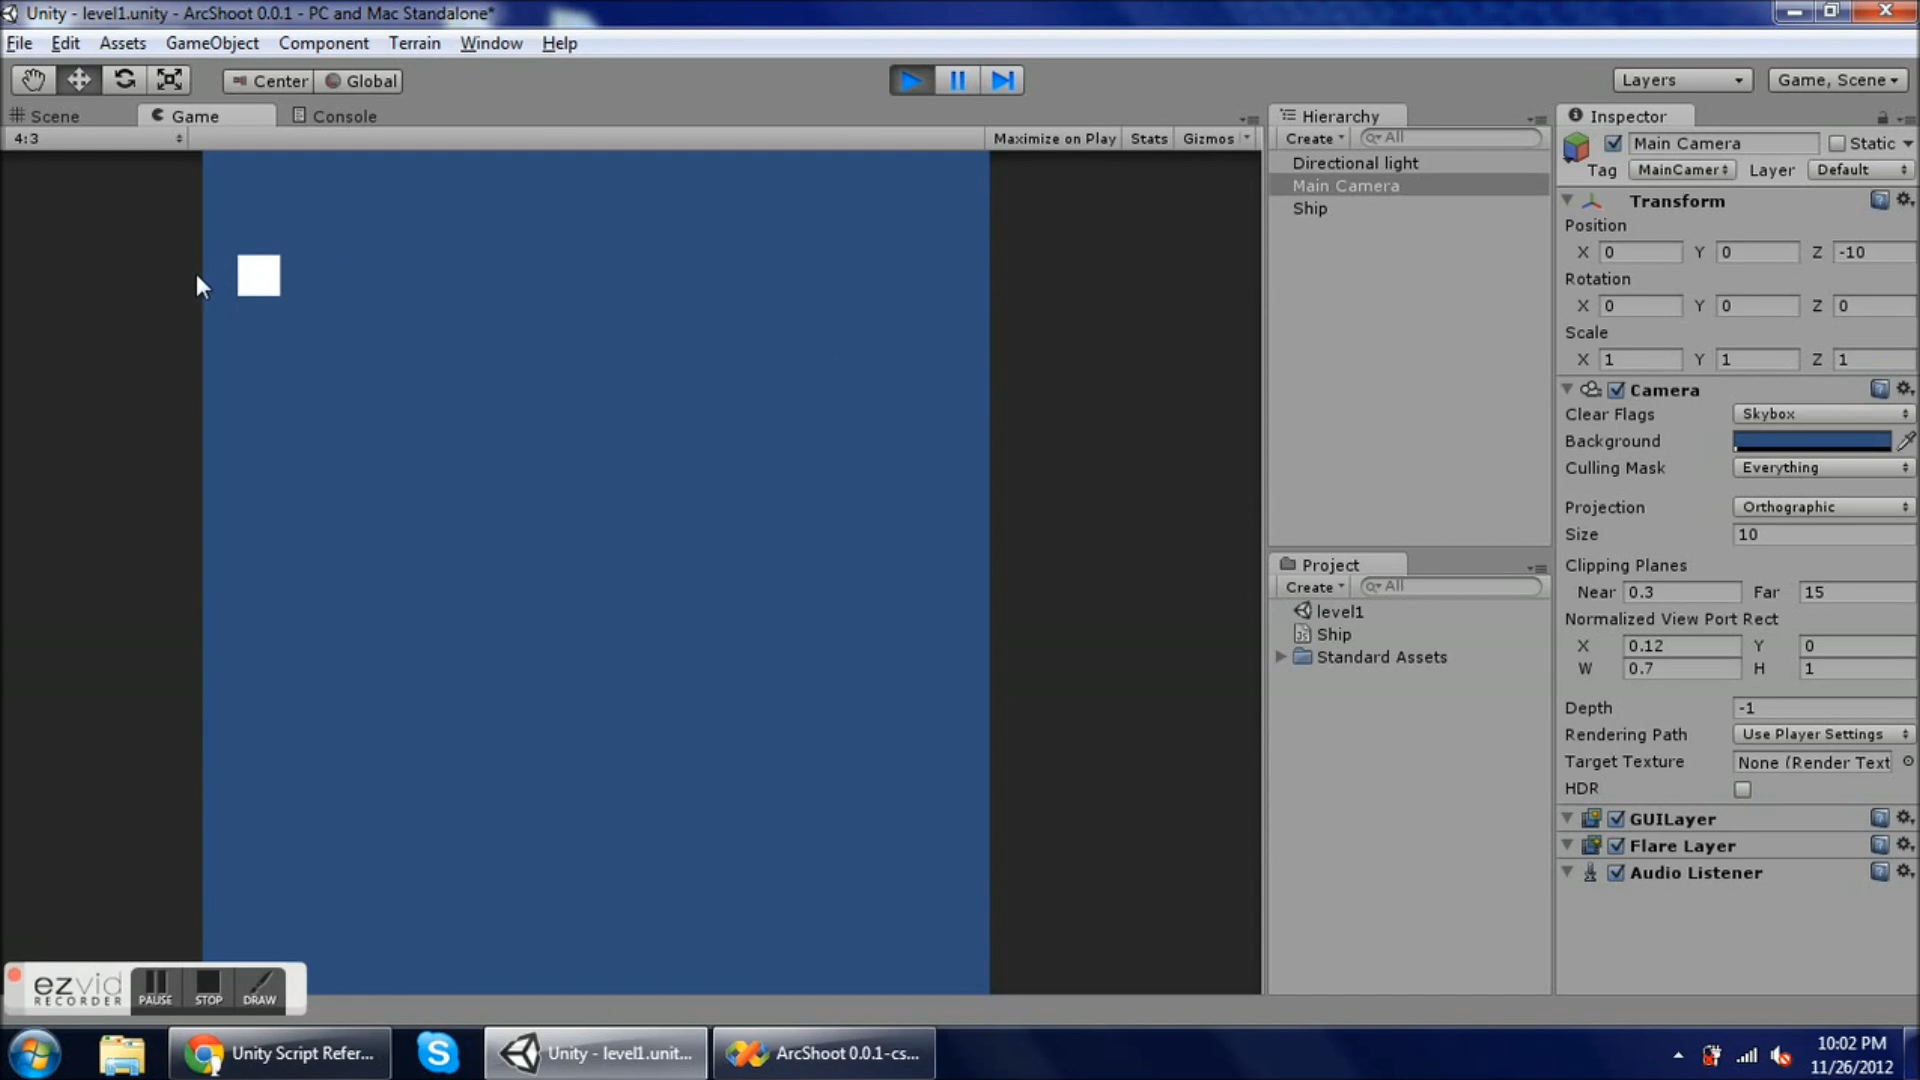 Unity - level1.unity - ArcShoot 0.0.1 - PC and Mac Standalone*
File Edit Assets GameObject Component Terrain Window Help
Center Global Layers Game, Scene
Scene Game Console
4:3 Maximize on Play Stats Gizmos
Hierarchy
Create All
Directional light
Main Camera
Ship
Project
Create All
level1
Ship
Standard Assets
Inspector
Main Camera Static
Tag MainCamer Layer Default
Transform
Position
X 0 Y 0 Z -10
Rotation
X 0 Y 0 Z 0
Scale
X 1 Y 1 Z 1
Camera
Clear Flags Skybox
Background
Culling Mask Everything
Projection Orthographic
Size 10
Clipping Planes
Near 0.3 Far 15
Normalized View Port Rect
X 0.12 Y 0
W 0.7 H 1
Depth -1
Rendering Path Use Player Settings
Target Texture None (Render Text
HDR
GUILayer
Flare Layer
Audio Listener
ezvid
RECORDER
PAUSE STOP DRAW
Unity Script Refer... Unity - level1.unit... ArcShoot 0.0.1-cs...
10:02 PM
11/26/2012